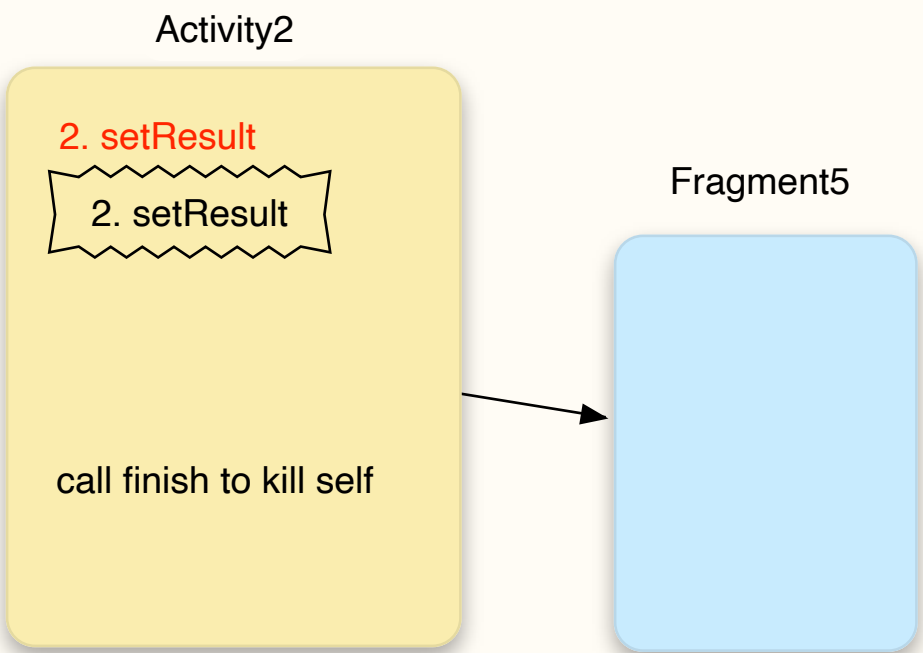 Activity2
2. setResult
2. setResult
call finish to kill self
Fragment5